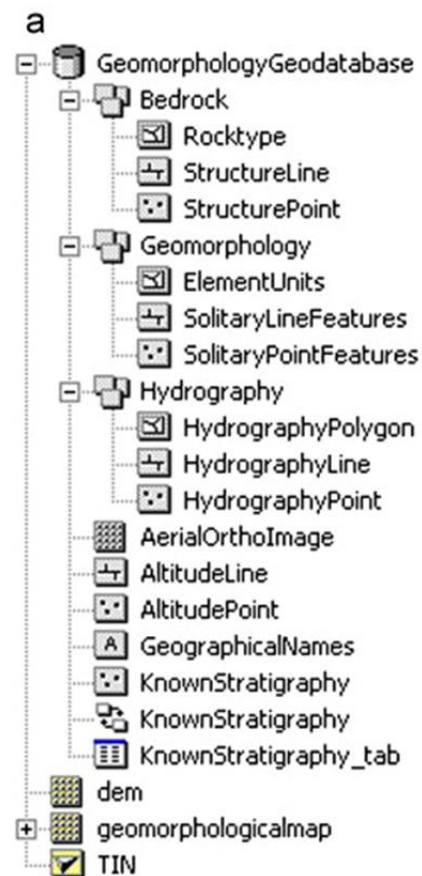 a
GeomorphologyGeodatabase
Bedrock
Rocktype
StructureLine
StructurePoint
Geomorphology
ElementUnits
SolitaryLineFeatures
SolitaryPointFeatures
Hydrography
HydrographyPolygon
HydrographyLine
HydrographyPoint
AerialOrthoImage
AltitudeLine
AltitudePoint
GeographicalNames
KnownStratigraphy
KnownStratigraphy
KnownStratigraphy_tab
dem
geomorphologicalmap
TIN